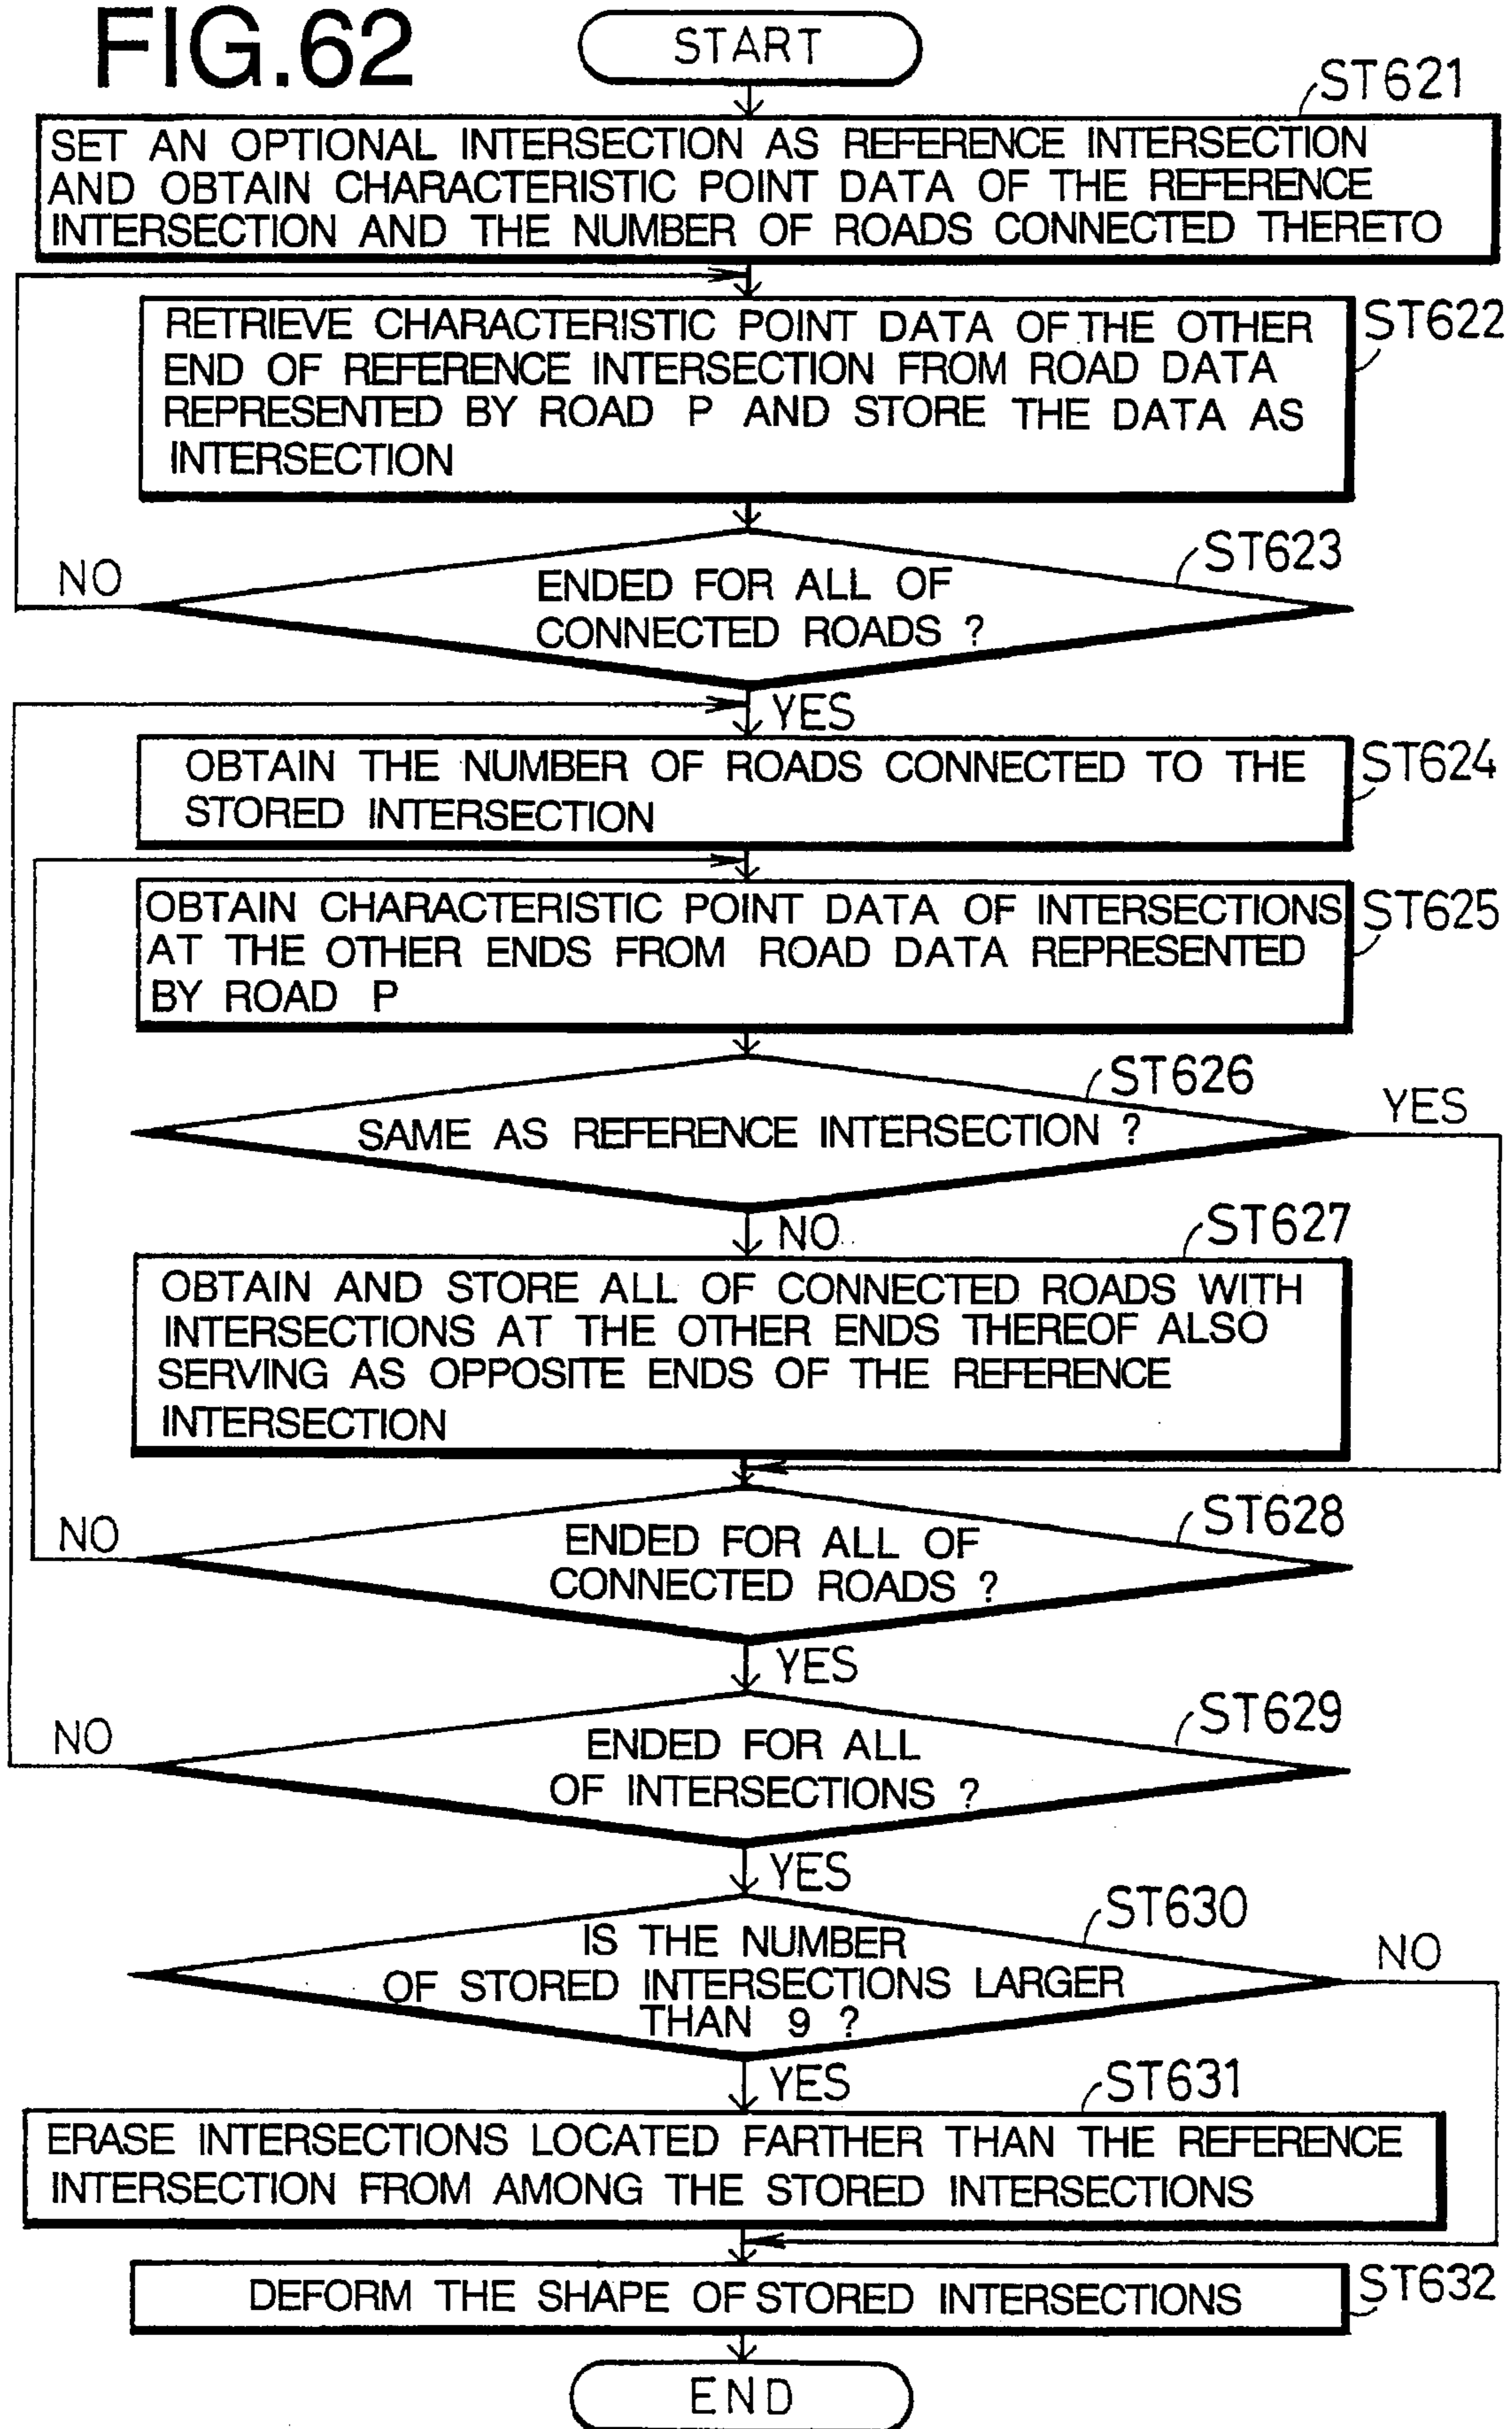 FIG.62
START
ST621
SET AN OPTIONAL INTERSECTION AS REFERENCE INTERSECTION
AND OBTAIN CHARACTERISTIC POINT DATA OF THE REFERENCE
INTERSECTION AND THE NUMBER OF ROADS CONNECTED THERETO
ST622
RETRIEVE CHARACTERISTIC POINT DATA OF THE OTHER
END OF REFERENCE INTERSECTION FROM ROAD DATA
REPRESENTED BY ROAD P AND STORE THE DATA AS
INTERSECTION
ST623
NO
ENDED FOR ALL OF
CONNECTED ROADS ?
YES
ST624
OBTAIN THE NUMBER OF ROADS CONNECTED TO THE
STORED INTERSECTION
ST625
OBTAIN CHARACTERISTIC POINT DATA OF INTERSECTIONS
AT THE OTHER ENDS FROM ROAD DATA REPRESENTED
BY ROAD P
ST626
YES
SAME AS REFERENCE INTERSECTION ?
NO
ST627
OBTAIN AND STORE ALL OF CONNECTED ROADS WITH
INTERSECTIONS AT THE OTHER ENDS THEREOF ALSO
SERVING AS OPPOSITE ENDS OF THE REFERENCE
INTERSECTION
ST628
NO
ENDED FOR ALL OF
CONNECTED ROADS ?
YES
ST629
NO
ENDED FOR ALL
OF INTERSECTIONS ?
YES
ST630
IS THE NUMBER
OF STORED INTERSECTIONS LARGER
THAN 9 ?
NO
YES
ST631
ERASE INTERSECTIONS LOCATED FARTHER THAN THE REFERENCE
INTERSECTION FROM AMONG THE STORED INTERSECTIONS
ST632
DEFORM THE SHAPE OF STORED INTERSECTIONS
END